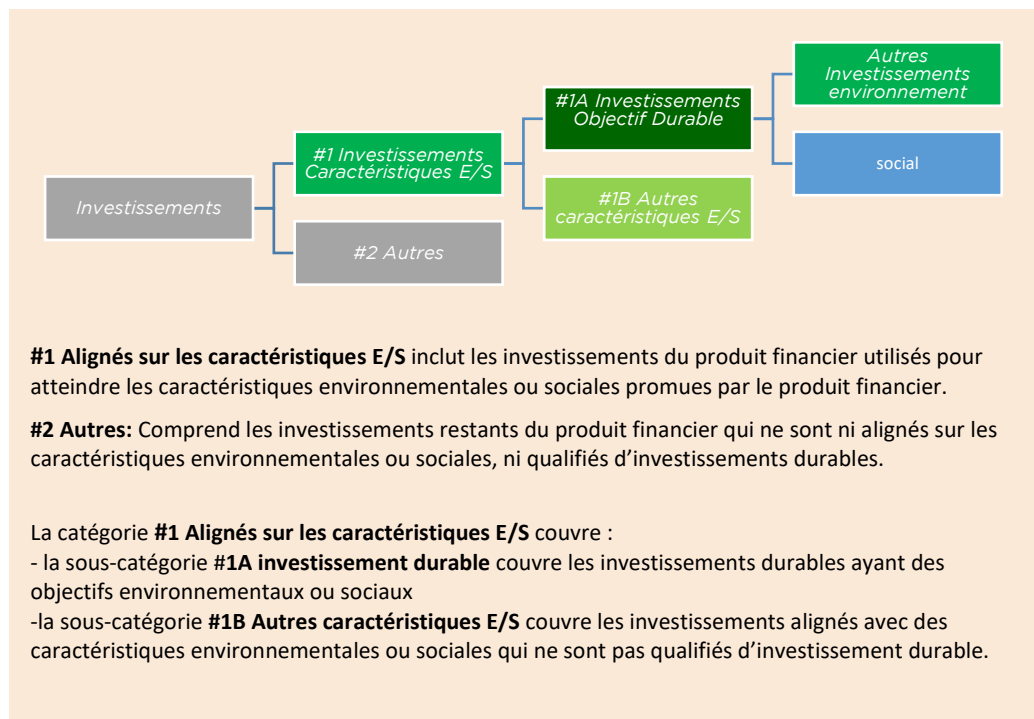 Autres
Investissements
environnement
#1A Investissements
Objectif Durable
#1 Investissements
Caractéristiques E/S
social
Investissements
#1B Autres
caractéristiques E/S
#2 Autres
#1 Alignés sur les caractéristiques E/S inclut les investissements du produit financier utilisés pour
atteindre les caractéristiques environnementales ou sociales promues par le produit financier.
#2 Autres: Comprend les investissements restants du produit financier qui ne sont ni alignés sur les
caractéristiques environnementales ou sociales, ni qualifiés d’investissements durables.
La catégorie #1 Alignés sur les caractéristiques E/S couvre :
- la sous-catégorie #1A investissement durable couvre les investissements durables ayant des
objectifs environnementaux ou sociaux
-la sous-catégorie #1B Autres caractéristiques E/S couvre les investissements alignés avec des
caractéristiques environnementales ou sociales qui ne sont pas qualifiés d’investissement durable.